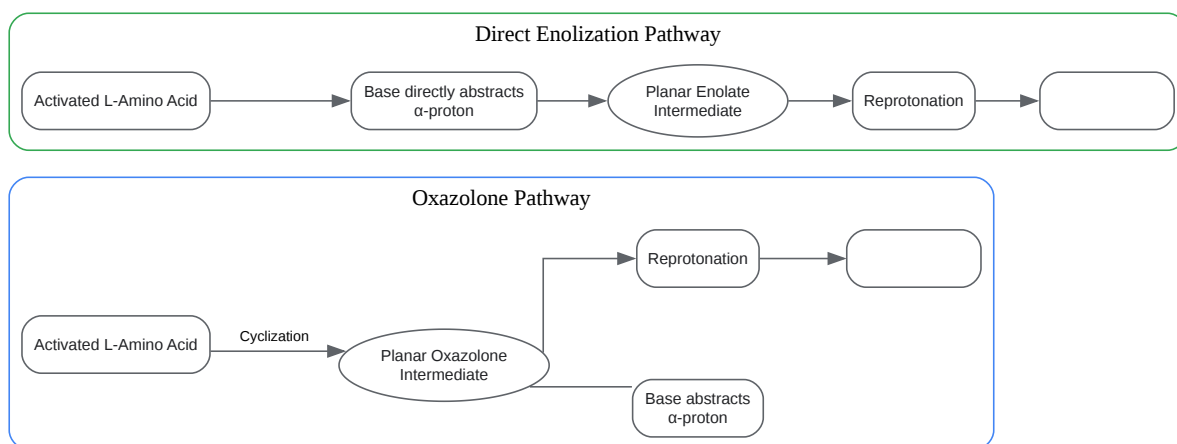 Direct Enolization Pathway
Activated L-Amino Acid
Base directly abstracts
α-proton
Planar Enolate
Intermediate
Reprotonation
Oxazolone Pathway
Reprotonation
Activated L-Amino Acid
Cyclization
Planar Oxazolone
Intermediate
Base abstracts
α-proton